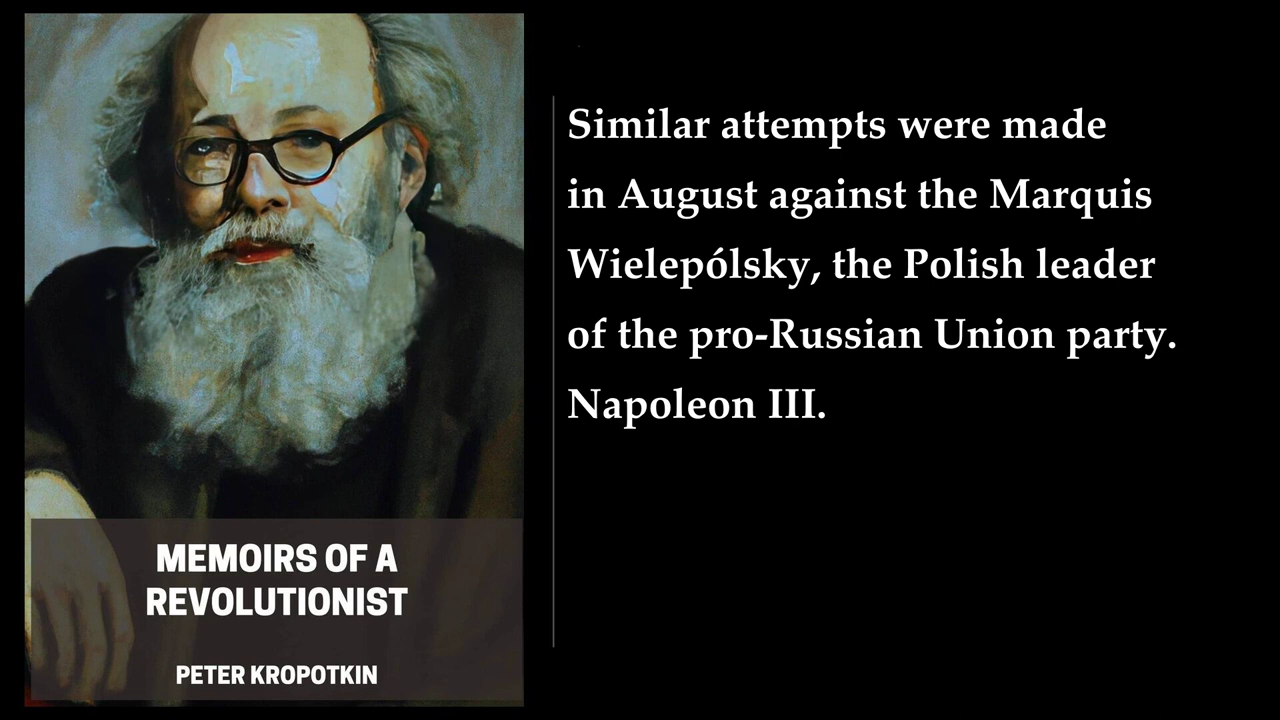 MEMOIRS OF A
REVOLUTIONIST
PETER KROPOTKIN
Similar attempts were made
in August against the Marquis
Wielepólsky, the Polish leader
of the pro-Russian Union party.
Napoleon III.